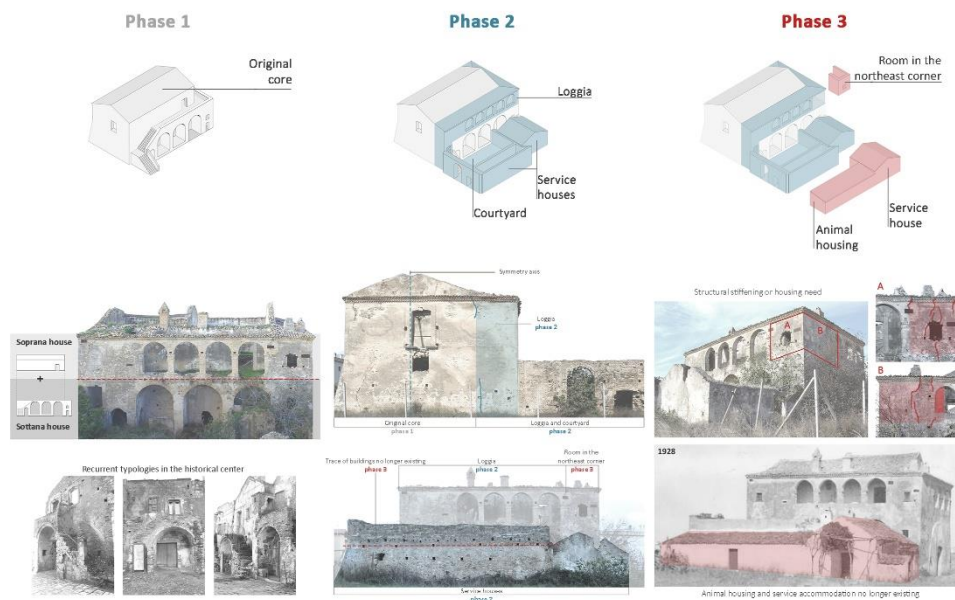 Phase 1
Phase 2
Phase 3
Original
core
Loggia
Service
houses
Courtyard
Room in the
northeast corner
Service
house
Animal
housing
Soprana house
+
Sottana house
Symmetry axis
Loggia
phase 2
Original core
phase 1
Loggia and courtyard
phase 2
Structural stiffening or housing need
A
B
A
B
Recurrent typologies in the historical center
Trace of buildings no longer existing
phase 3
Loggia
phase 2
Room in the
northeast corner
phase 3
Service houses
phase 2
1928
Animal housing and service accommodation no longer existing